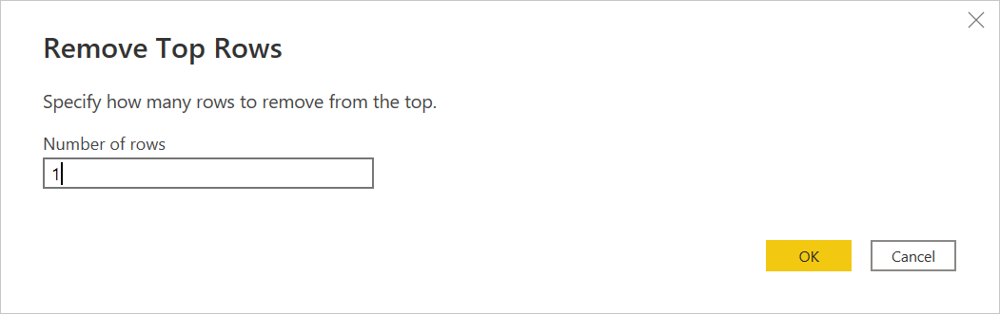 Remove Top Rows
Specify how many rows to remove from the top.
Number of rows
1
OK
Cancel